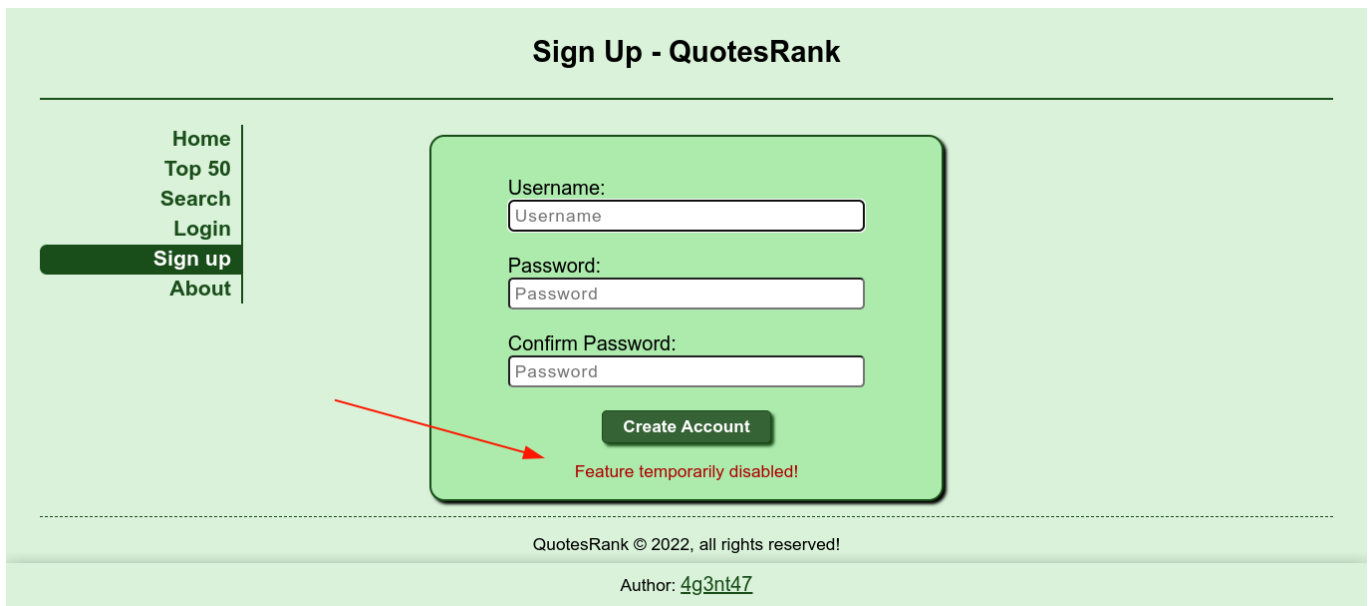 Sign Up - QuotesRank
Home
Top 50
Search
Login
Sign up
About
Username:
Username
Password:
Password
Confirm Password:
Password
Create Account
Feature temporarily disabled!
QuotesRank © 2022, all rights reserved!
Author: 4g3nt47